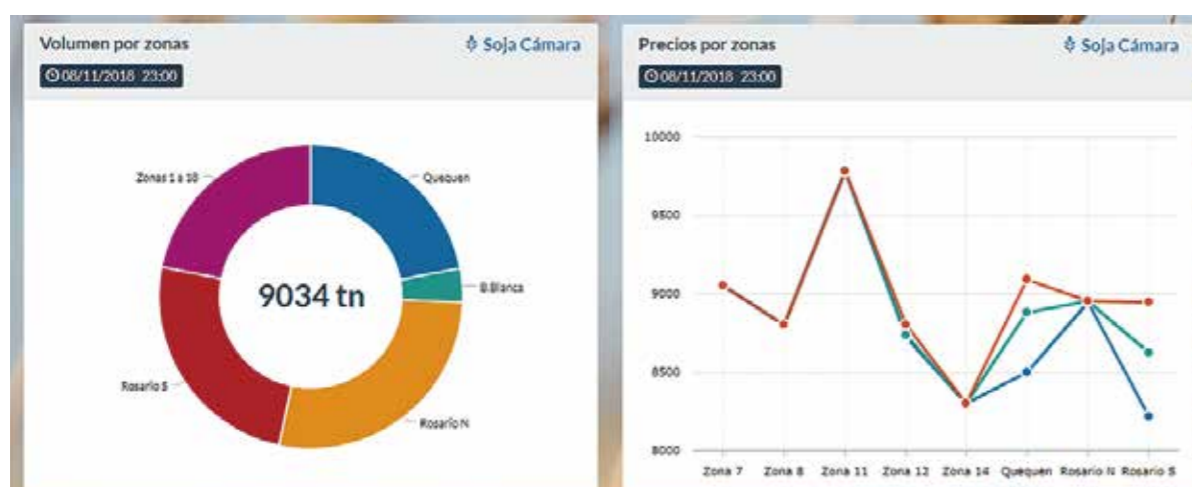 Volumen por zonas
Soja Cámara
08/11/2018 23:00
Zonas 1 a 18
Quequen
B.Blanca
9034 tn
Rosario S
Rosario N
Precios por zonas
Soja Cámara
08/11/2018 23:00
10000
9500
9000
8500
8000
Zona 7 Zona 8 Zona 11 Zona 12 Zona 14 Quequen Rosario N Rosario S